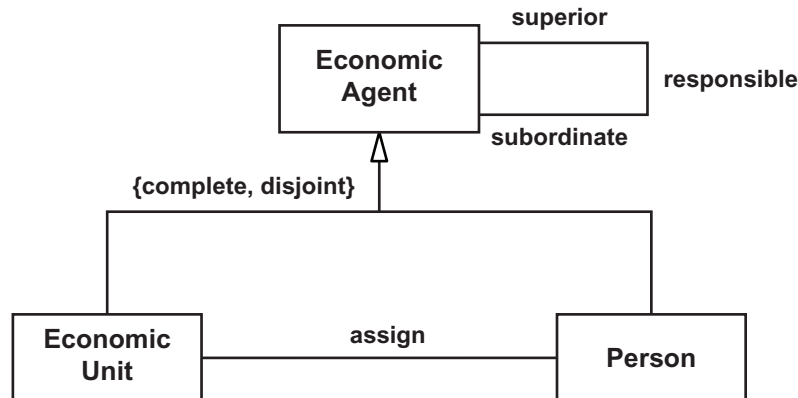 superior
Economic
Agent
responsible
subordinate
{complete, disjoint}
Economic
Unit
assign
Person